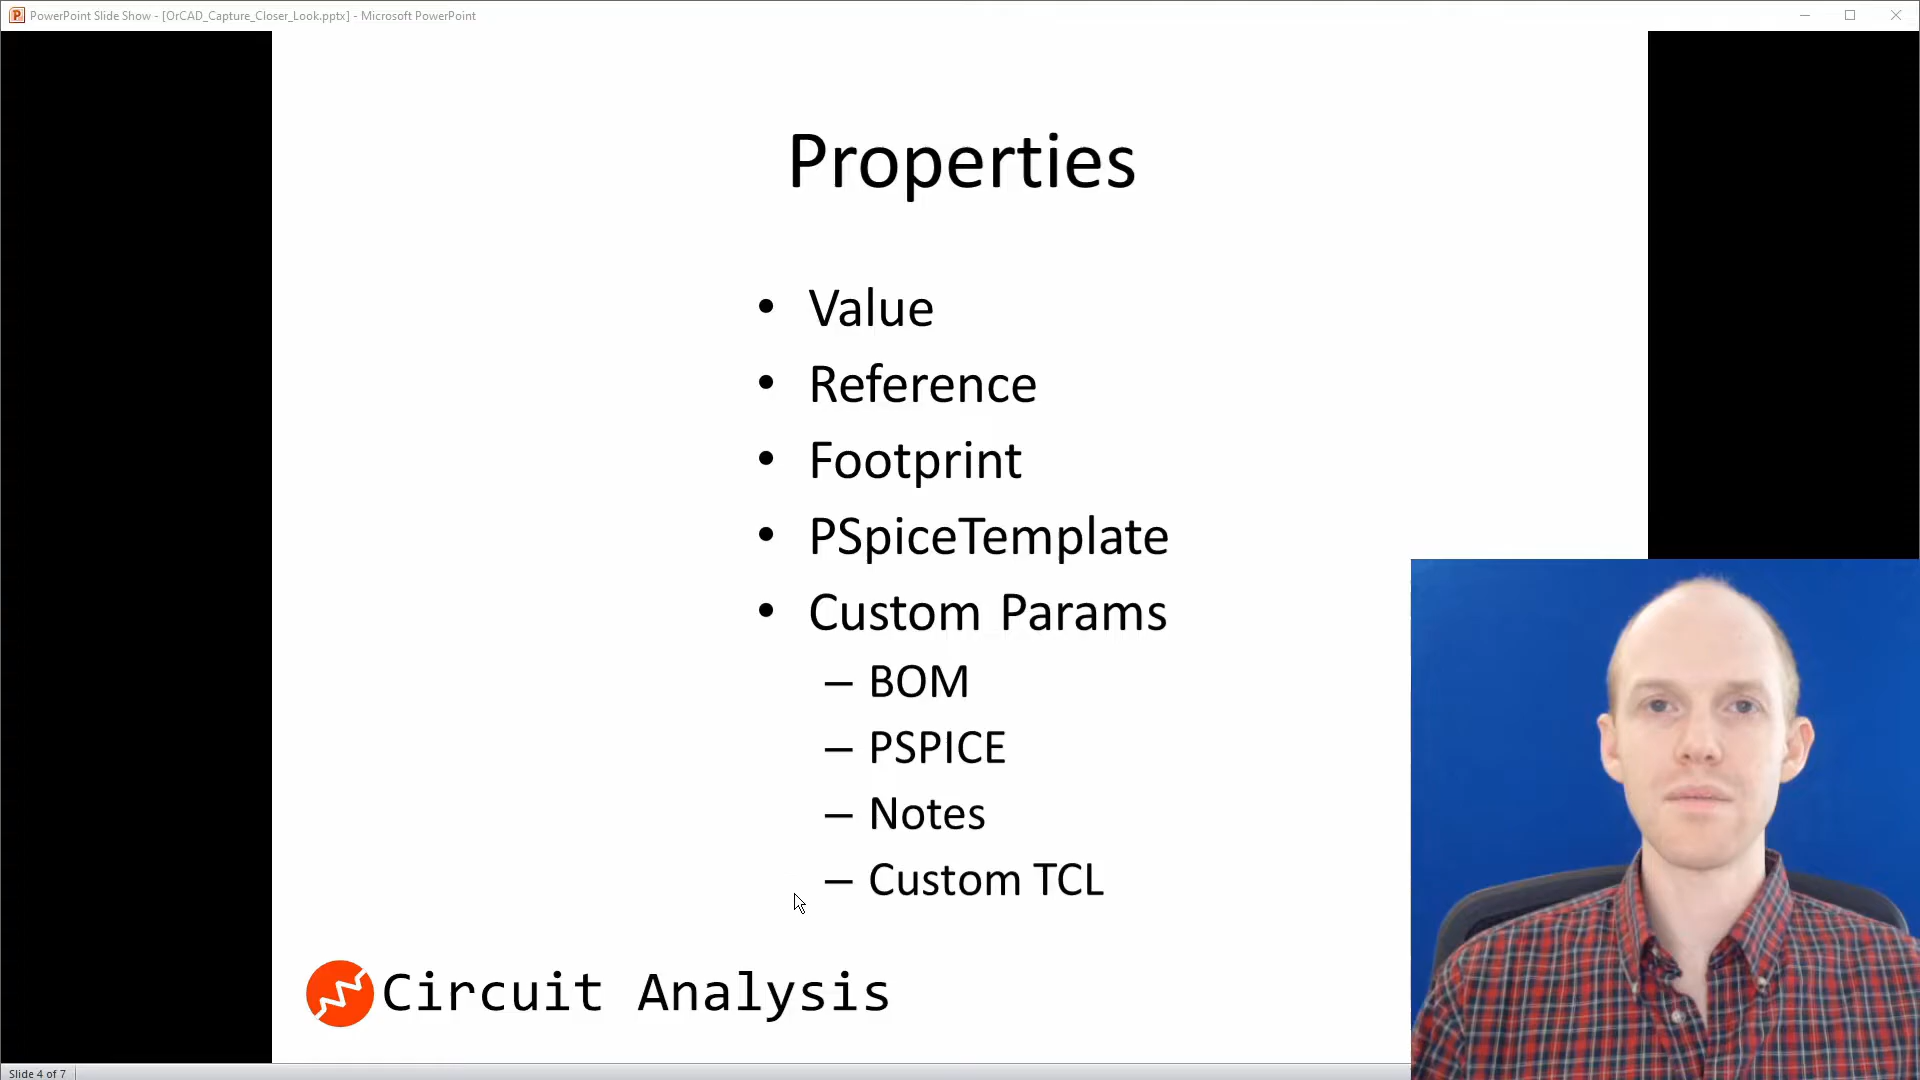 PowerPoint Slide Show - [OrCAD_Capture_Closer_Look.pptx] - Microsoft PowerPoint
Properties
• Value
• Reference
• Footprint
• PSpiceTemplate
• Custom Params
– BOM
– PSPICE
– Notes
– Custom TCL
Circuit Analysis
Slide 4 of 7